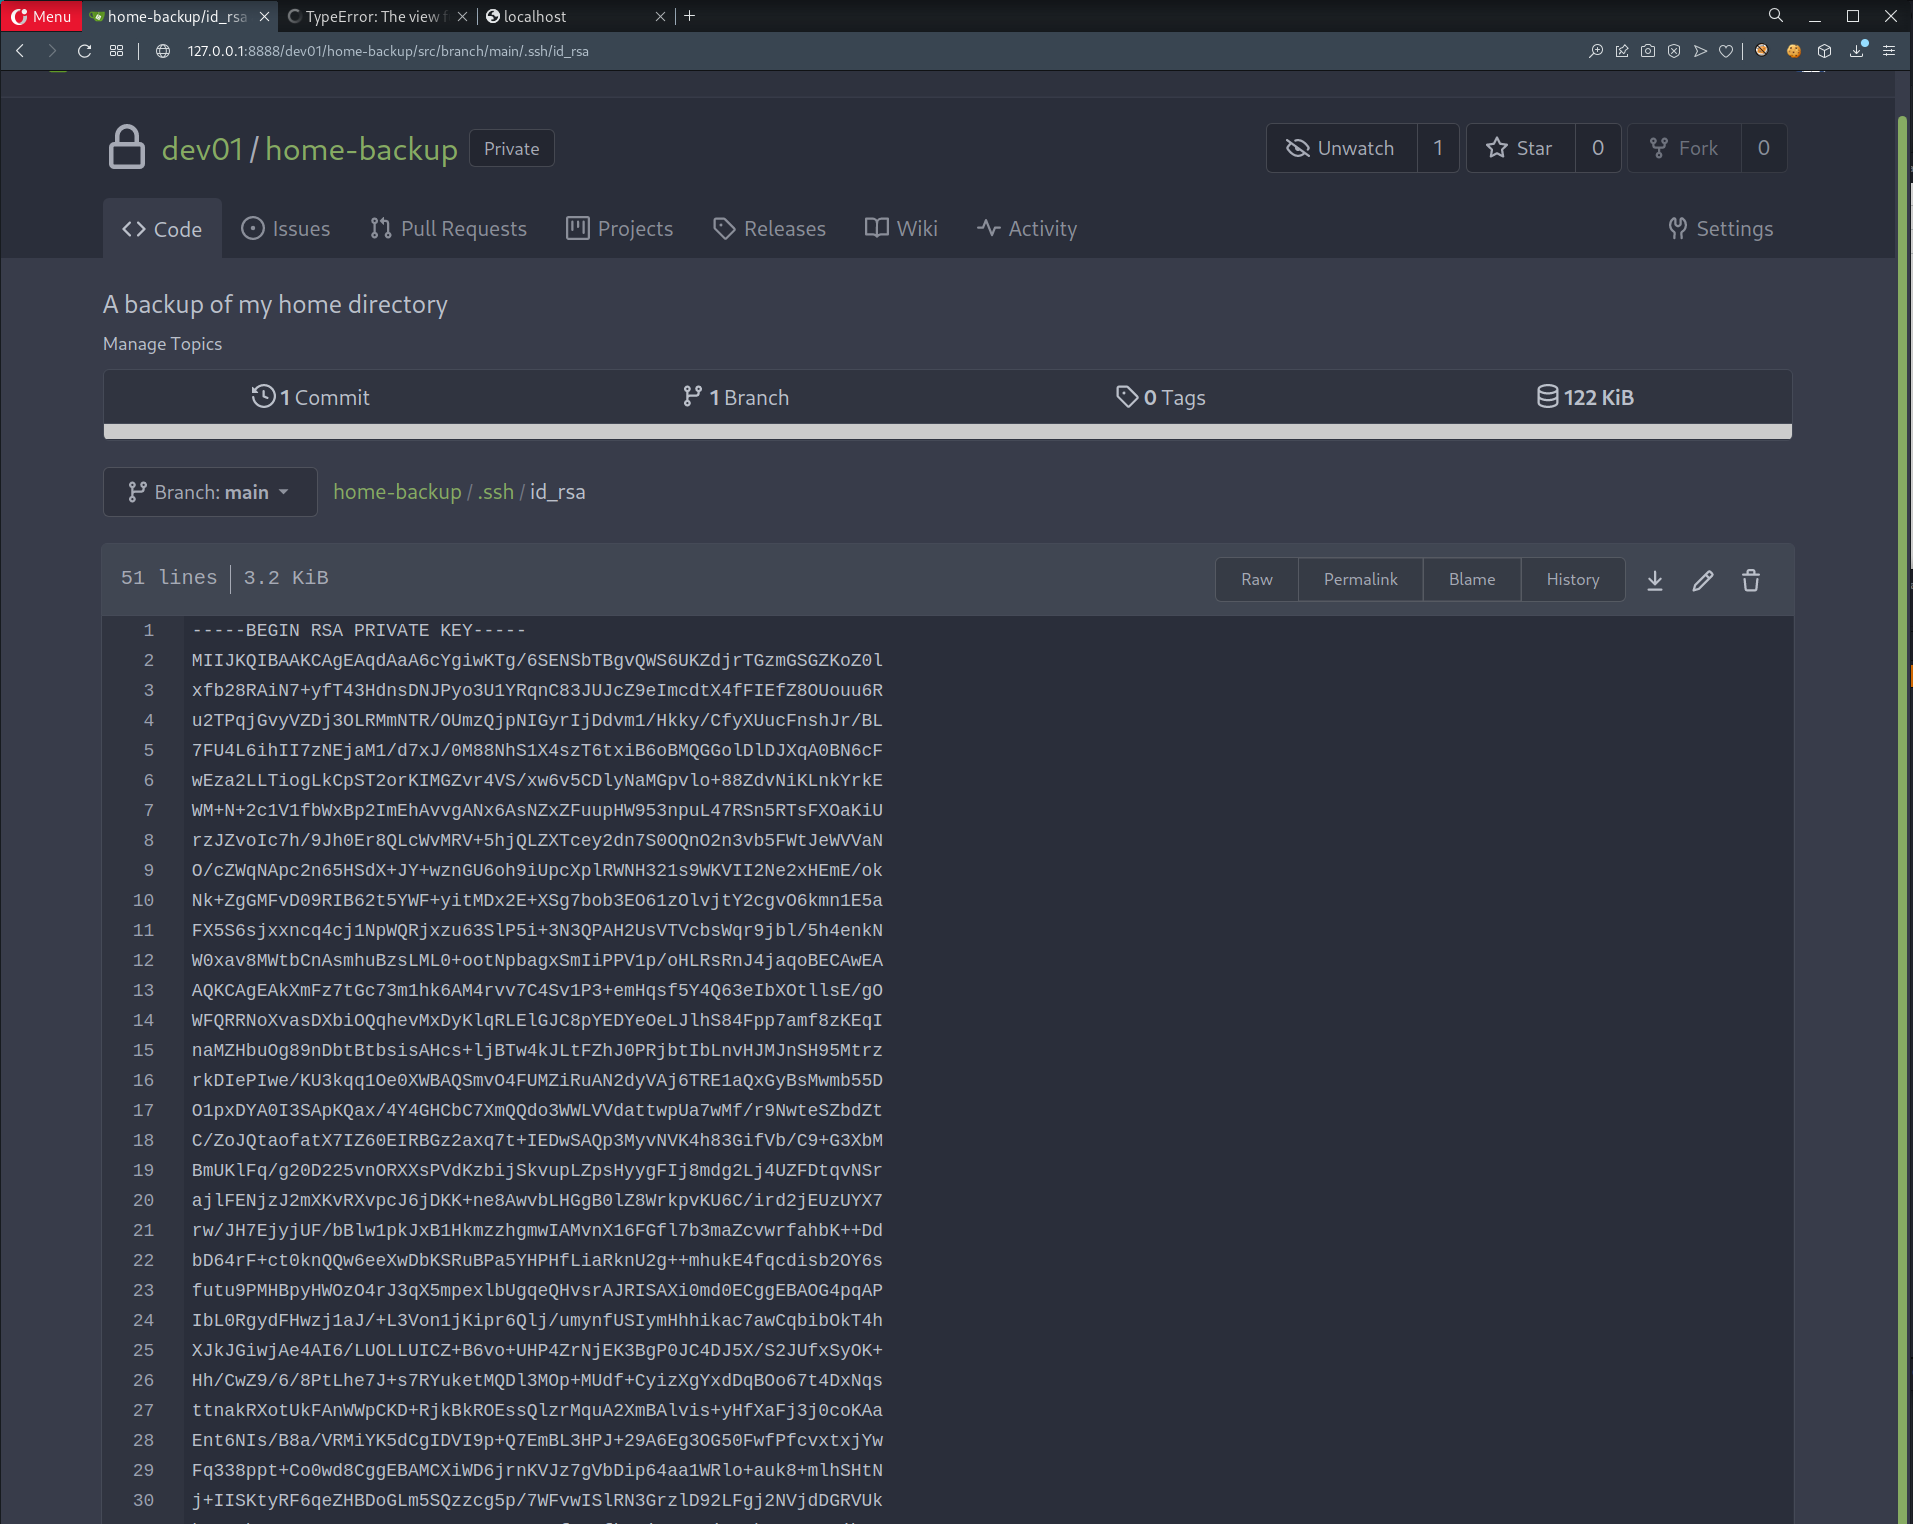 Menu
home-backup/id_rsa
TypeError: The view f
localhost
127.0.0.1:8888/dev01/home-backup/src/branch/main/.ssh/id_rsa
dev01/home-backup Private
Unwatch 1 Star 0 Fork 0
Code Issues Pull Requests Projects Releases Wiki Activity Settings
A backup of my home directory
Manage Topics
1 Commit 1 Branch 0 Tags 122 KiB
Branch: main home-backup / .ssh / id_rsa
51 lines 3.2 KiB Raw Permalink Blame History
1 -----BEGIN RSA PRIVATE KEY-----
2 MIIJKQIBAAKCAgEAqdAaA6cYgiwKTg/6SENSbTBgvQWS6UKZdjrTGzmGSGZKoZ0l
3 xfb28RAiN7+yfT43HdnsDNJPyo3U1YRqnC83JUJcZ9eImcdtX4fFIEfZ8OUouu6R
4 u2TPqjGvyVZDj3OLRMmNTR/OUmzQjpNIGyrIjDdvm1/Hkky/CfyXUucFnshJr/BL
5 7FU4L6ihII7zNEjaM1/d7xJ/0M88NhS1X4szT6txiB6oBMQGGolDlDJXqA0BN6cF
6 wEza2LLTiogLkCpST2orKIMGZvr4VS/xw6v5CDlyNaMGpvlo+88ZdvNiKLnkYrkE
7 WM+N+2c1V1fbWxBp2ImEhAvvgANx6AsNZxZFuupHW953npuL47RSn5RTsFXOaKiU
8 rzJZvoIc7h/9Jh0Er8QLcWvMRV+5hjQLZXTcey2dn7S0OQnO2n3vb5FWtJeWVVaN
9 O/cZWqNApc2n65HSdX+JY+wznGU6oh9iUpcXplRWNH321s9WKVII2Ne2xHEmE/ok
10 Nk+ZgGMFvD09RIB62t5YWF+yitMDx2E+XSg7bob3EO61zOlvjtY2cgvO6kmn1E5a
11 FX5S6sjxxncq4cj1NpWQRjxzu63SlP5i+3N3QPAH2UsVTVcbsWqr9jbl/5h4enkN
12 W0xav8MWtbCnAsmhuBzsLML0+ootNpbagxSmIiPPV1p/oHLRsRnJ4jaqoBECAwEA
13 AQKCAgEAkXmFz7tGc73m1hk6AM4rvv7C4Sv1P3+emHqsf5Y4Q63eIbXOtllsE/gO
14 WFQRRNoXvasDXbiOQqhevMxDyKlqRLElGJC8pYEDYeOeLJlhS84Fpp7amf8zKEqI
15 naMZHbuOg89nDbtBtbsisAHcs+ljBTw4kJLtFZhJ0PRjbtIbLnvHJMJnSH95Mtrz
16 rkDIePIwe/KU3kqq1Oe0XWBAQSmvO4FUMZiRuAN2dyVAj6TRE1aQxGyBsMwmb55D
17 O1pxDYA0I3SApKQax/4Y4GHCbC7XmQQdo3WWLVVdattwpUa7wMf/r9NwteSZbdZt
18 C/ZoJQtaofatX7IZ60EIRBGz2axq7t+IEDwSAQp3MyvNVK4h83GifVb/C9+G3XbM
19 BmUKlFq/g20D225vnORXXsPVdKzbijSkvupLZpsHyygFIj8mdg2Lj4UZFDtqvNSr
20 ajlFENjzJ2mXKvRXvpcJ6jDKK+ne8AwvbLHGgB0lZ8WrkpvKU6C/ird2jEUzUYX7
21 rw/JH7EjyjUF/bBlw1pkJxB1HkmzzhgmwIAMvnX16FGfl7b3maZcvwrfahbK++Dd
22 bD64rF+ct0knQQw6eeXwDbKSRuBPa5YHPHfLiaRknU2g++mhukE4fqcdisb2OY6s
23 futu9PMHBpyHWOzO4rJ3qX5mpexlbUgqeQHvsrAJRISAXi0md0ECggEBAOG4pqAP
24 IbL0RgydFHwzj1aJ/+L3Von1jKipr6Qlj/umynfUSIymHhhikac7awCqbibOkT4h
25 XJkJGiwjAe4AI6/LUOLLUICZ+B6vo+UHP4ZrNjEK3BgP0JC4DJ5X/S2JUfxSyOK+
26 Hh/CwZ9/6/8PtLhe7J+s7RYuketMQDl3MOp+MUdf+CyizXgYxdDqBOo67t4DxNqs
27 ttnakRXotUkFAnWWpCKD+RjkBkROEssQlzrMquA2XmBAlvis+yHfXaFj3j0coKAa
28 Ent6NIs/B8a/VRMiYK5dCgIDVI9p+Q7EmBL3HPJ+29A6Eg3OG50FwfPfcvxtxjYw
29 Fq338ppt+Co0wd8CggEBAMCXiWD6jrnKVJz7gVbDip64aa1WRlo+auk8+mlhSHtN
30 j+IISKtyRF6qeZHBDoGLm5SQzzcg5p/7WFvwISlRN3GrzlD92LFgj2NVjdDGRVUk